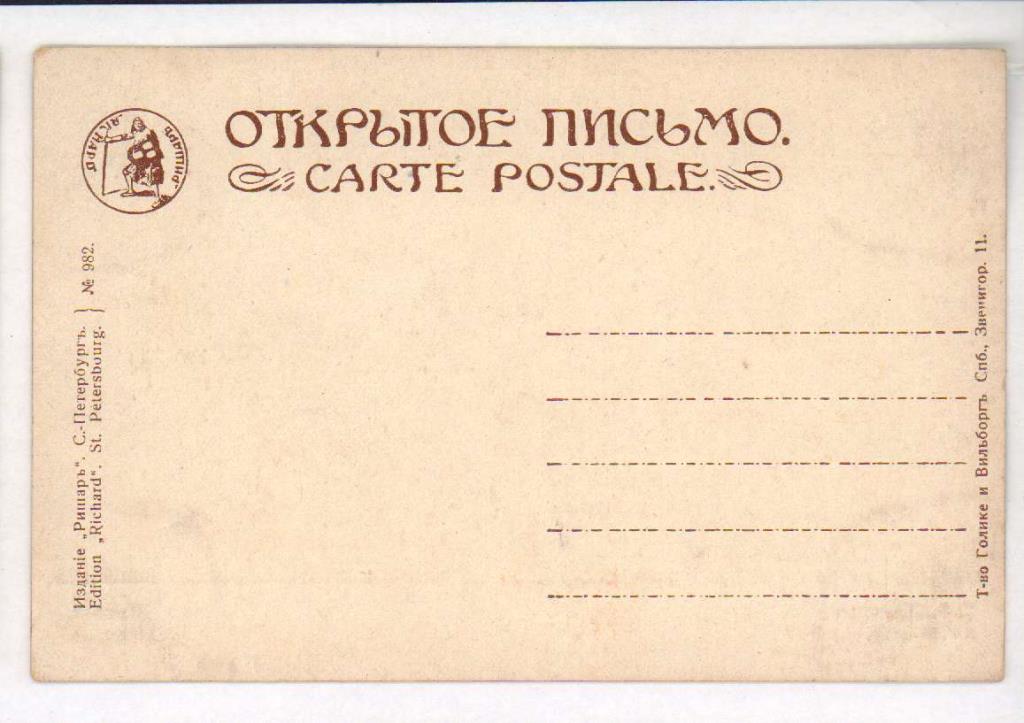 „RICHARD“ „РИШАРЪ“
ОТКРЫТОЕ ПИСЬМО.
CARTE POSTALE.
Изданіе „Ришаръ“. С.-Петербургъ.
Edition „Richard“. St. Pétersbourg.
№ 982.
Т-во Голике и Вильборгъ Спб., Звенигор. 11.